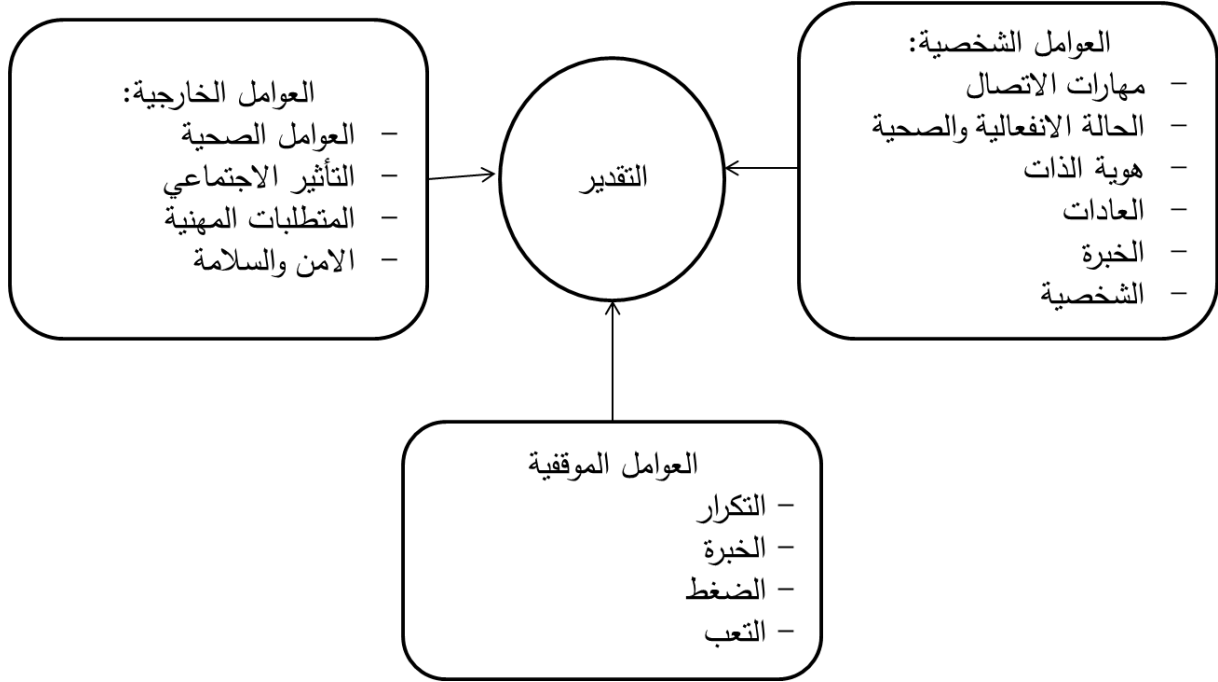 العوامل الشخصية:
– مهارات الاتصال
– الحالة الانفعالية والصحية
– هوية الذات
– العادات
– الخبرة
– الشخصية
التقدير
العوامل الخارجية:
– العوامل الصحية
– التأثير الاجتماعي
– المتطلبات المهنية
– الامن والسلامة
العوامل الموقفية
– التكرار
– الخبرة
– الضغط
– التعب